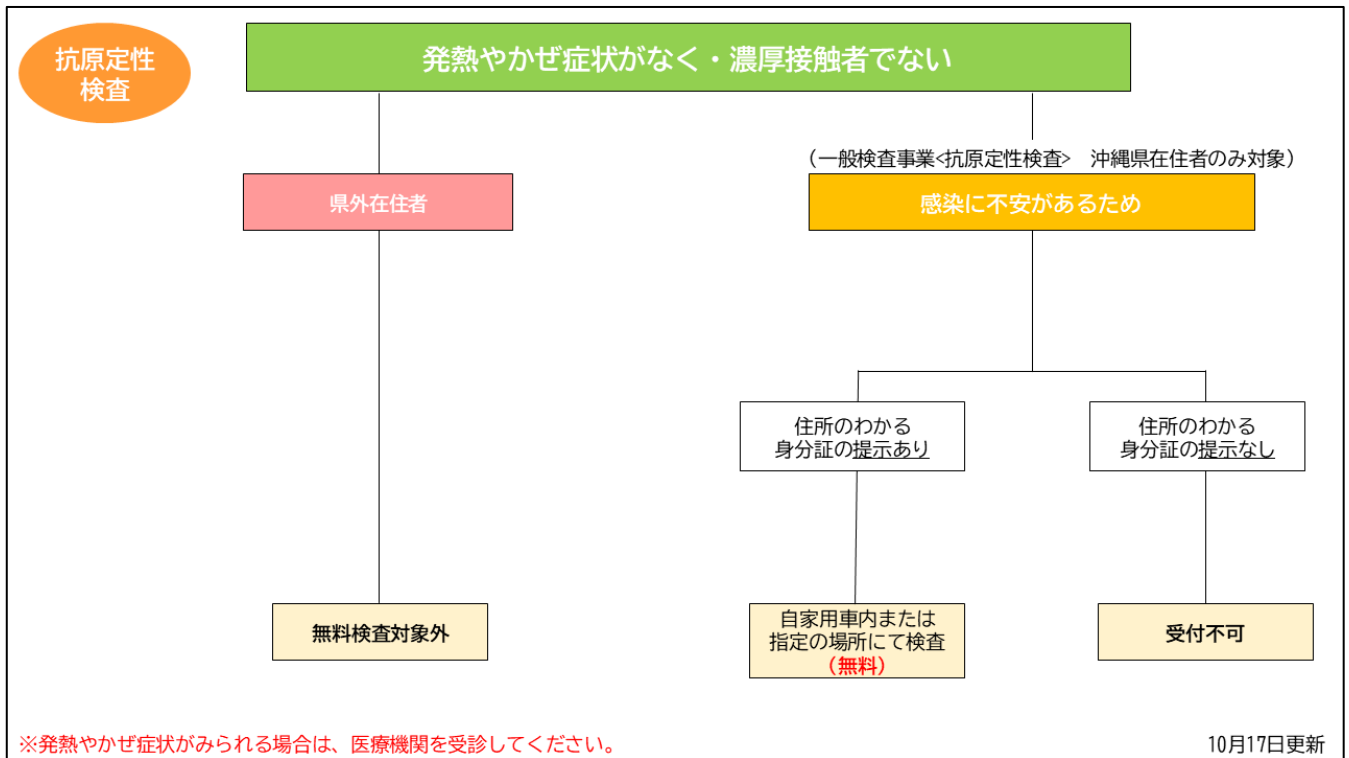 抗原定性
検査
発熱やかぜ症状がなく・濃厚接触者でない
(一般検査事業<抗原定性検査>　沖縄県在住者のみ対象)
県外在住者
感染に不安があるため
住所のわかる
身分証の提示あり
住所のわかる
身分証の提示なし
無料検査対象外
自家用車内または
指定の場所にて検査
(無料)
受付不可
※発熱やかぜ症状がみられる場合は、医療機関を受診してください。
10月17日更新